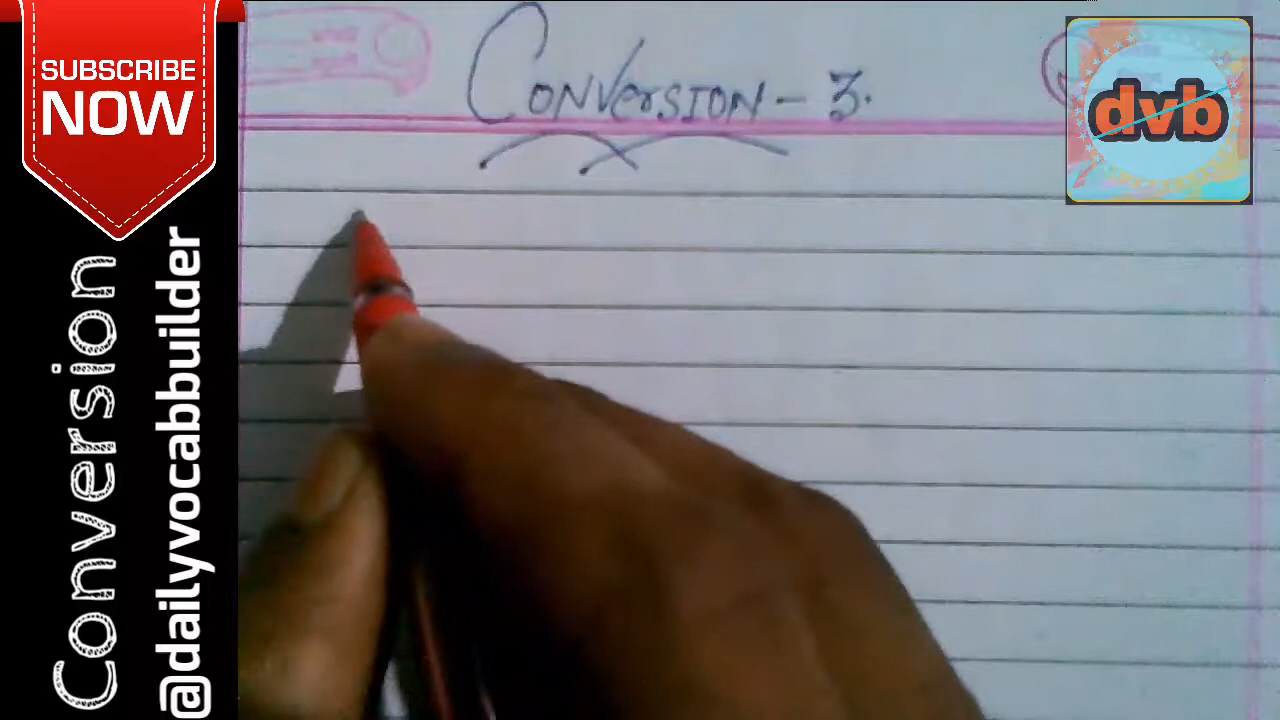 SUBSCRIBE
NOW
Conversion
@dailyvocabbuilder
CONVERSION - 3.
dvb